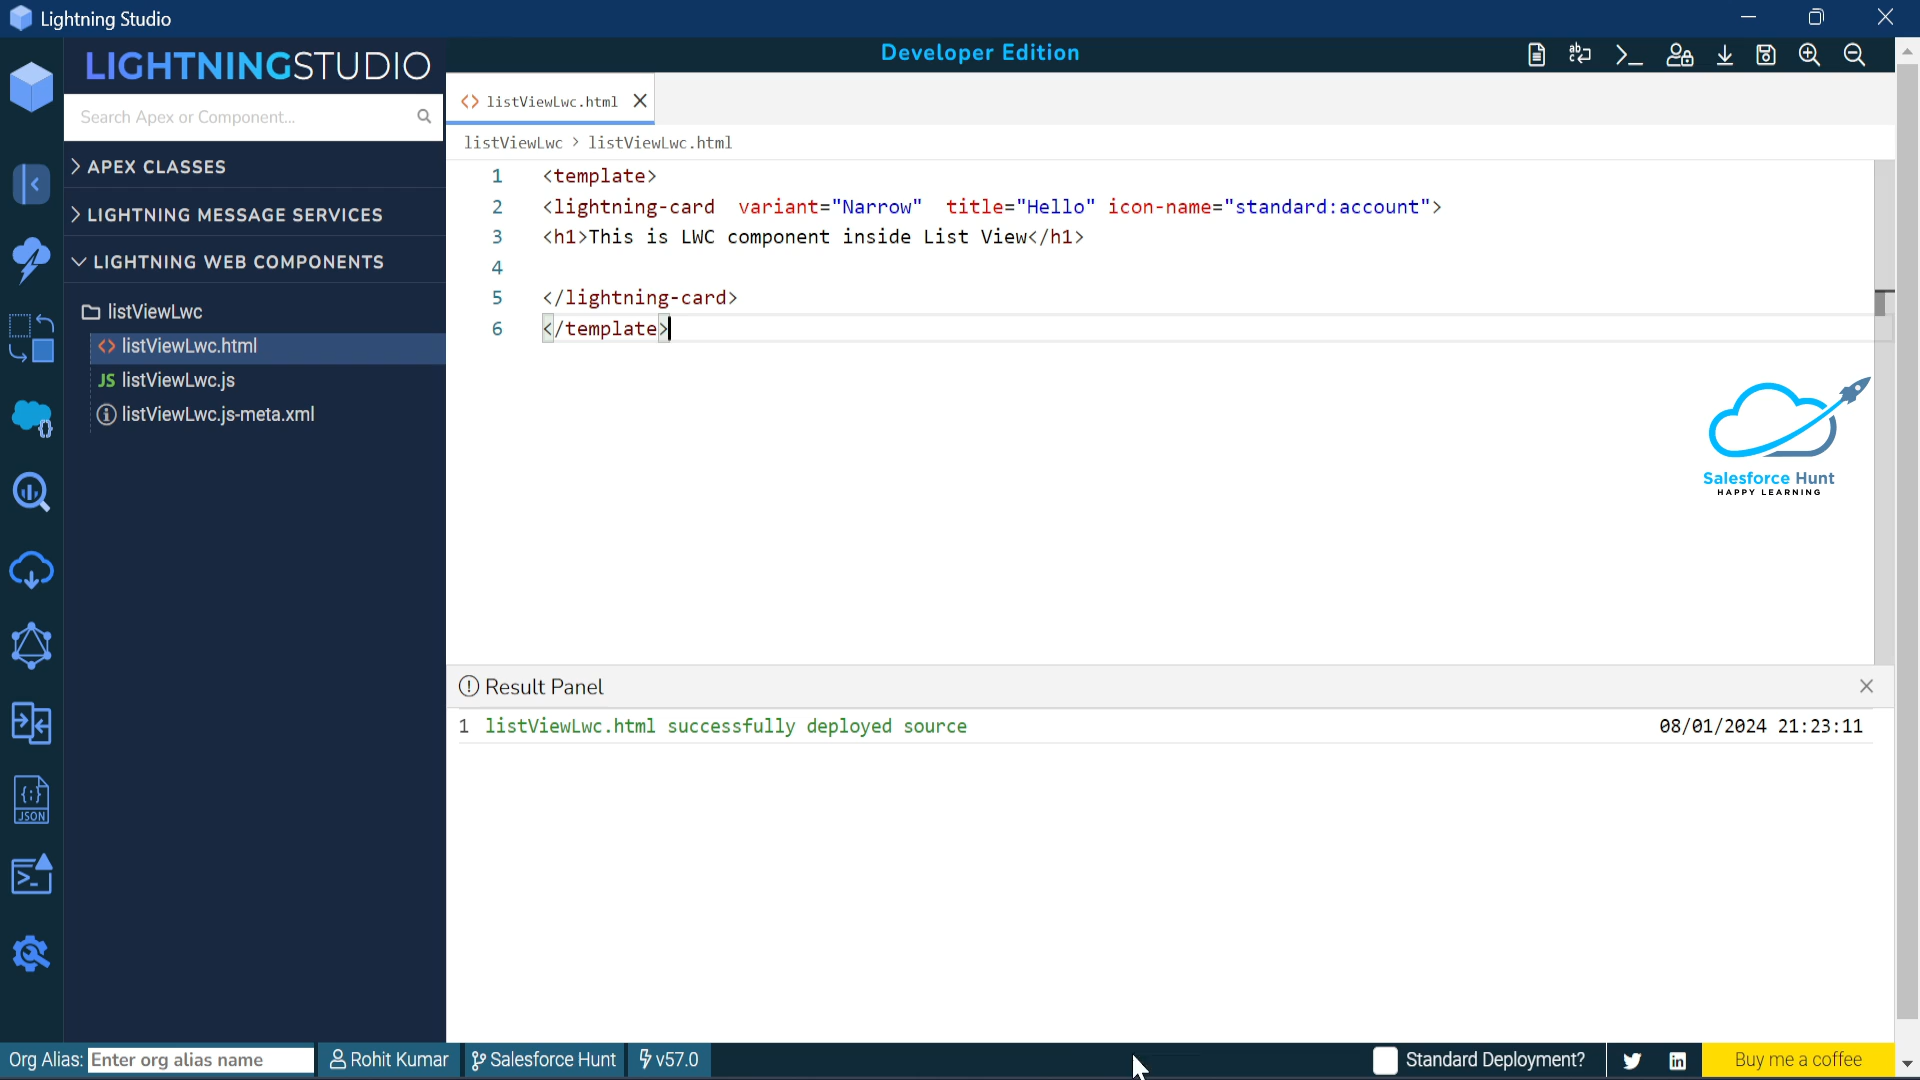 Lightning Studio
LIGHTNINGSTUDIO
Developer Edition
Search Apex or Component...
listViewLwc.html
listViewLwc > listViewLwc.html
APEX CLASSES
LIGHTNING MESSAGE SERVICES
LIGHTNING WEB COMPONENTS
listViewLwc
<> listViewLwc.html
JS listViewLwc.js
listViewLwc.js-meta.xml
JSON
1 <template>
2 <lightning-card  variant="Narrow"  title="Hello" icon-name="standard:account">
3 <h1>This is LWC component inside List View</h1>
4
5 </lightning-card>
6 </template>
Salesforce Hunt
HAPPY LEARNING
Result Panel
1 listViewLwc.html successfully deployed source 08/01/2024 21:23:11
Org Alias: Enter org alias name Rohit Kumar Salesforce Hunt v57.0 Standard Deployment? Buy me a coffee